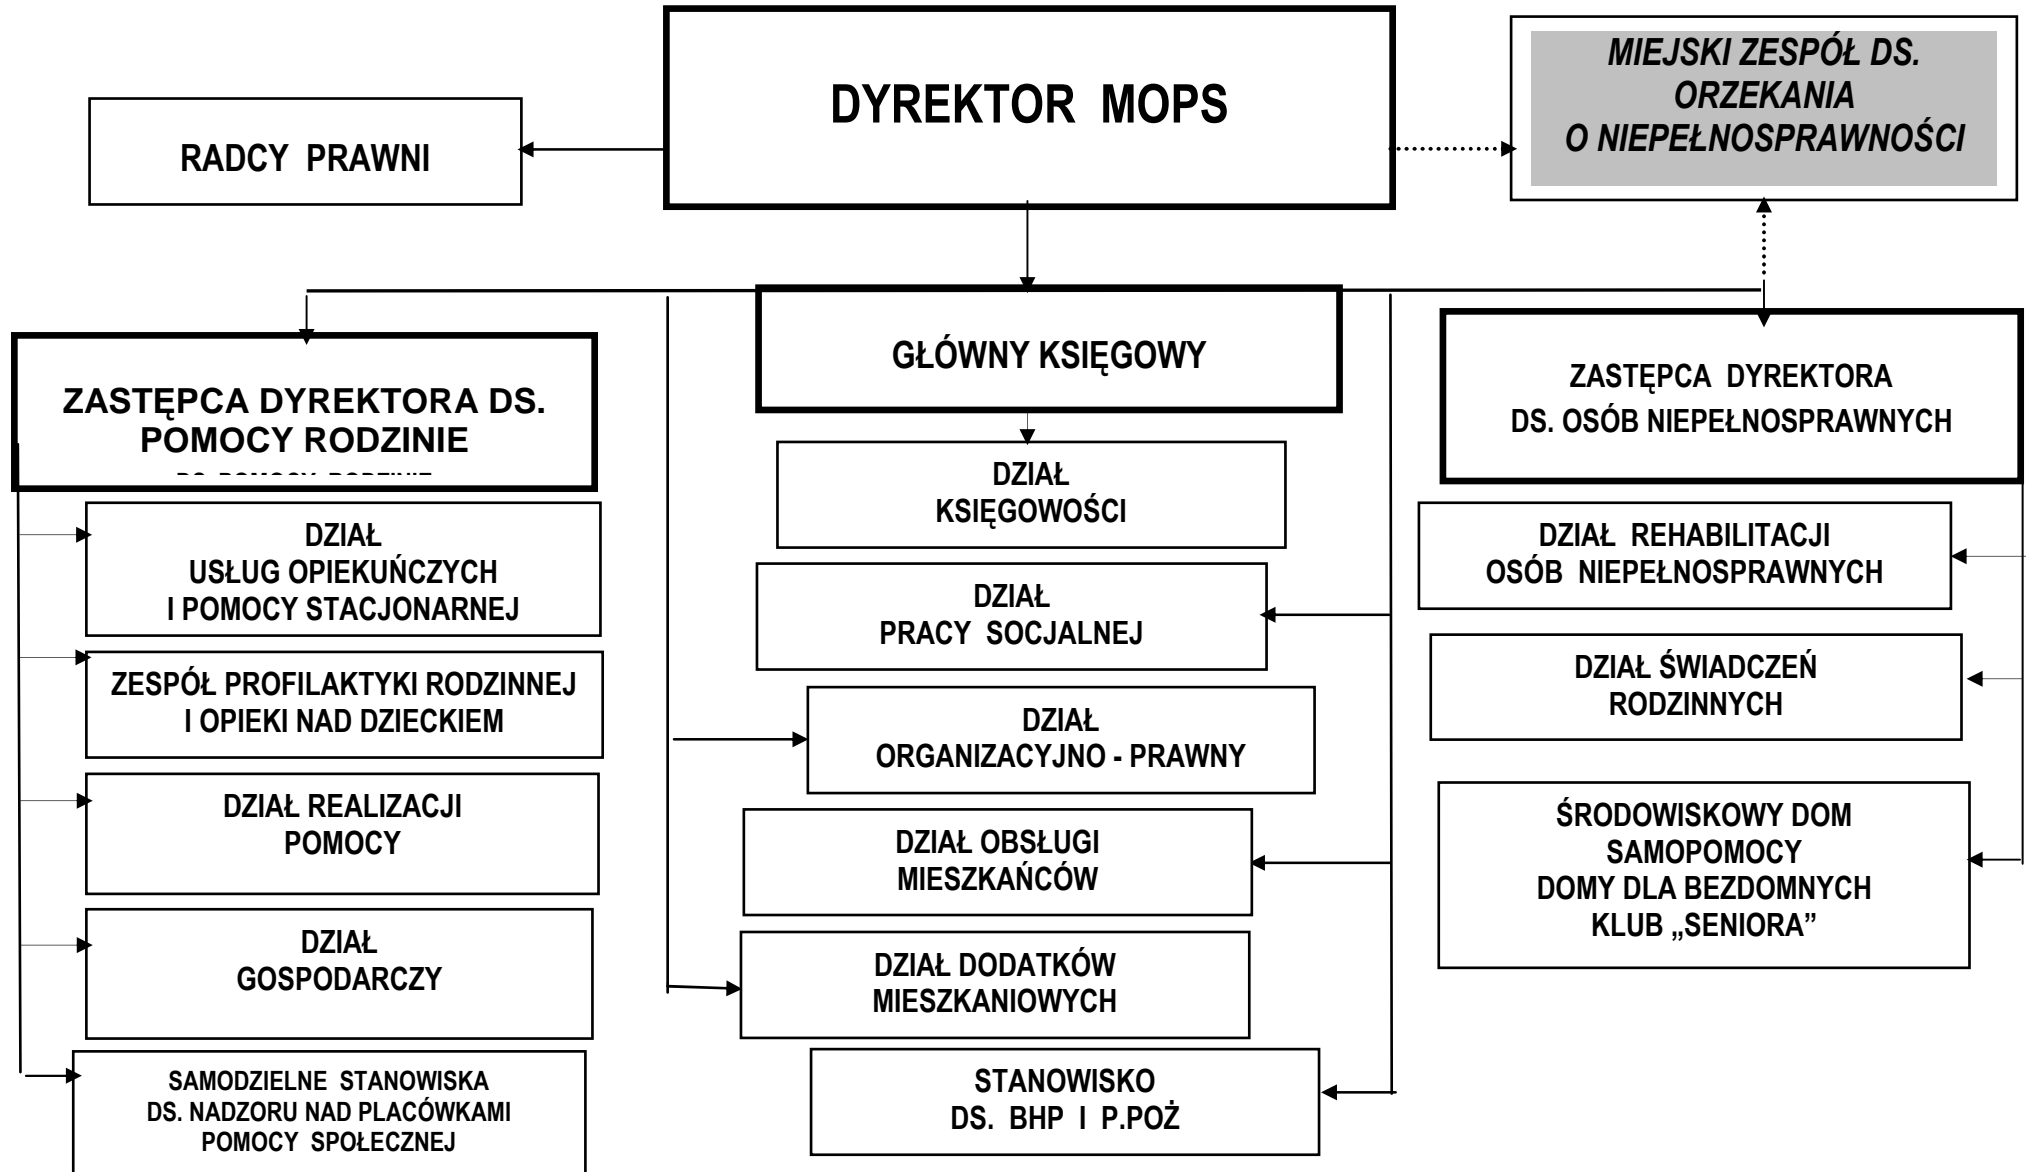 DYREKTOR MOPS
MIEJSKI ZESPÓŁ DS.
ORZEKANIA
O NIEPEŁNOSPRAWNOŚCI
RADCY PRAWNI
ZASTĘPCA DYREKTORA DS.
POMOCY RODZINIE
DS. POMOCY RODZINIE
GŁÓWNY KSIĘGOWY
ZASTĘPCA DYREKTORA
DS. OSÓB NIEPEŁNOSPRAWNYCH
DZIAŁ
USŁUG OPIEKUŃCZYCH
I POMOCY STACJONARNEJ
ZESPÓŁ PROFILAKTYKI RODZINNEJ
I OPIEKI NAD DZIECKIEM
DZIAŁ REALIZACJI
POMOCY
DZIAŁ
GOSPODARCZY
SAMODZIELNE STANOWISKA
DS. NADZORU NAD PLACÓWKAMI
POMOCY SPOŁECZNEJ
DZIAŁ
KSIĘGOWOŚCI
DZIAŁ
PRACY SOCJALNEJ
DZIAŁ
ORGANIZACYJNO - PRAWNY
DZIAŁ OBSŁUGI
MIESZKAŃCÓW
DZIAŁ DODATKÓW
MIESZKANIOWYCH
STANOWISKO
DS. BHP I P.POŻ
DZIAŁ REHABILITACJI
OSÓB NIEPEŁNOSPRAWNYCH
DZIAŁ ŚWIADCZEŃ
RODZINNYCH
ŚRODOWISKOWY DOM
SAMOPOMOCY
DOMY DLA BEZDOMNYCH
KLUB „SENIORA”